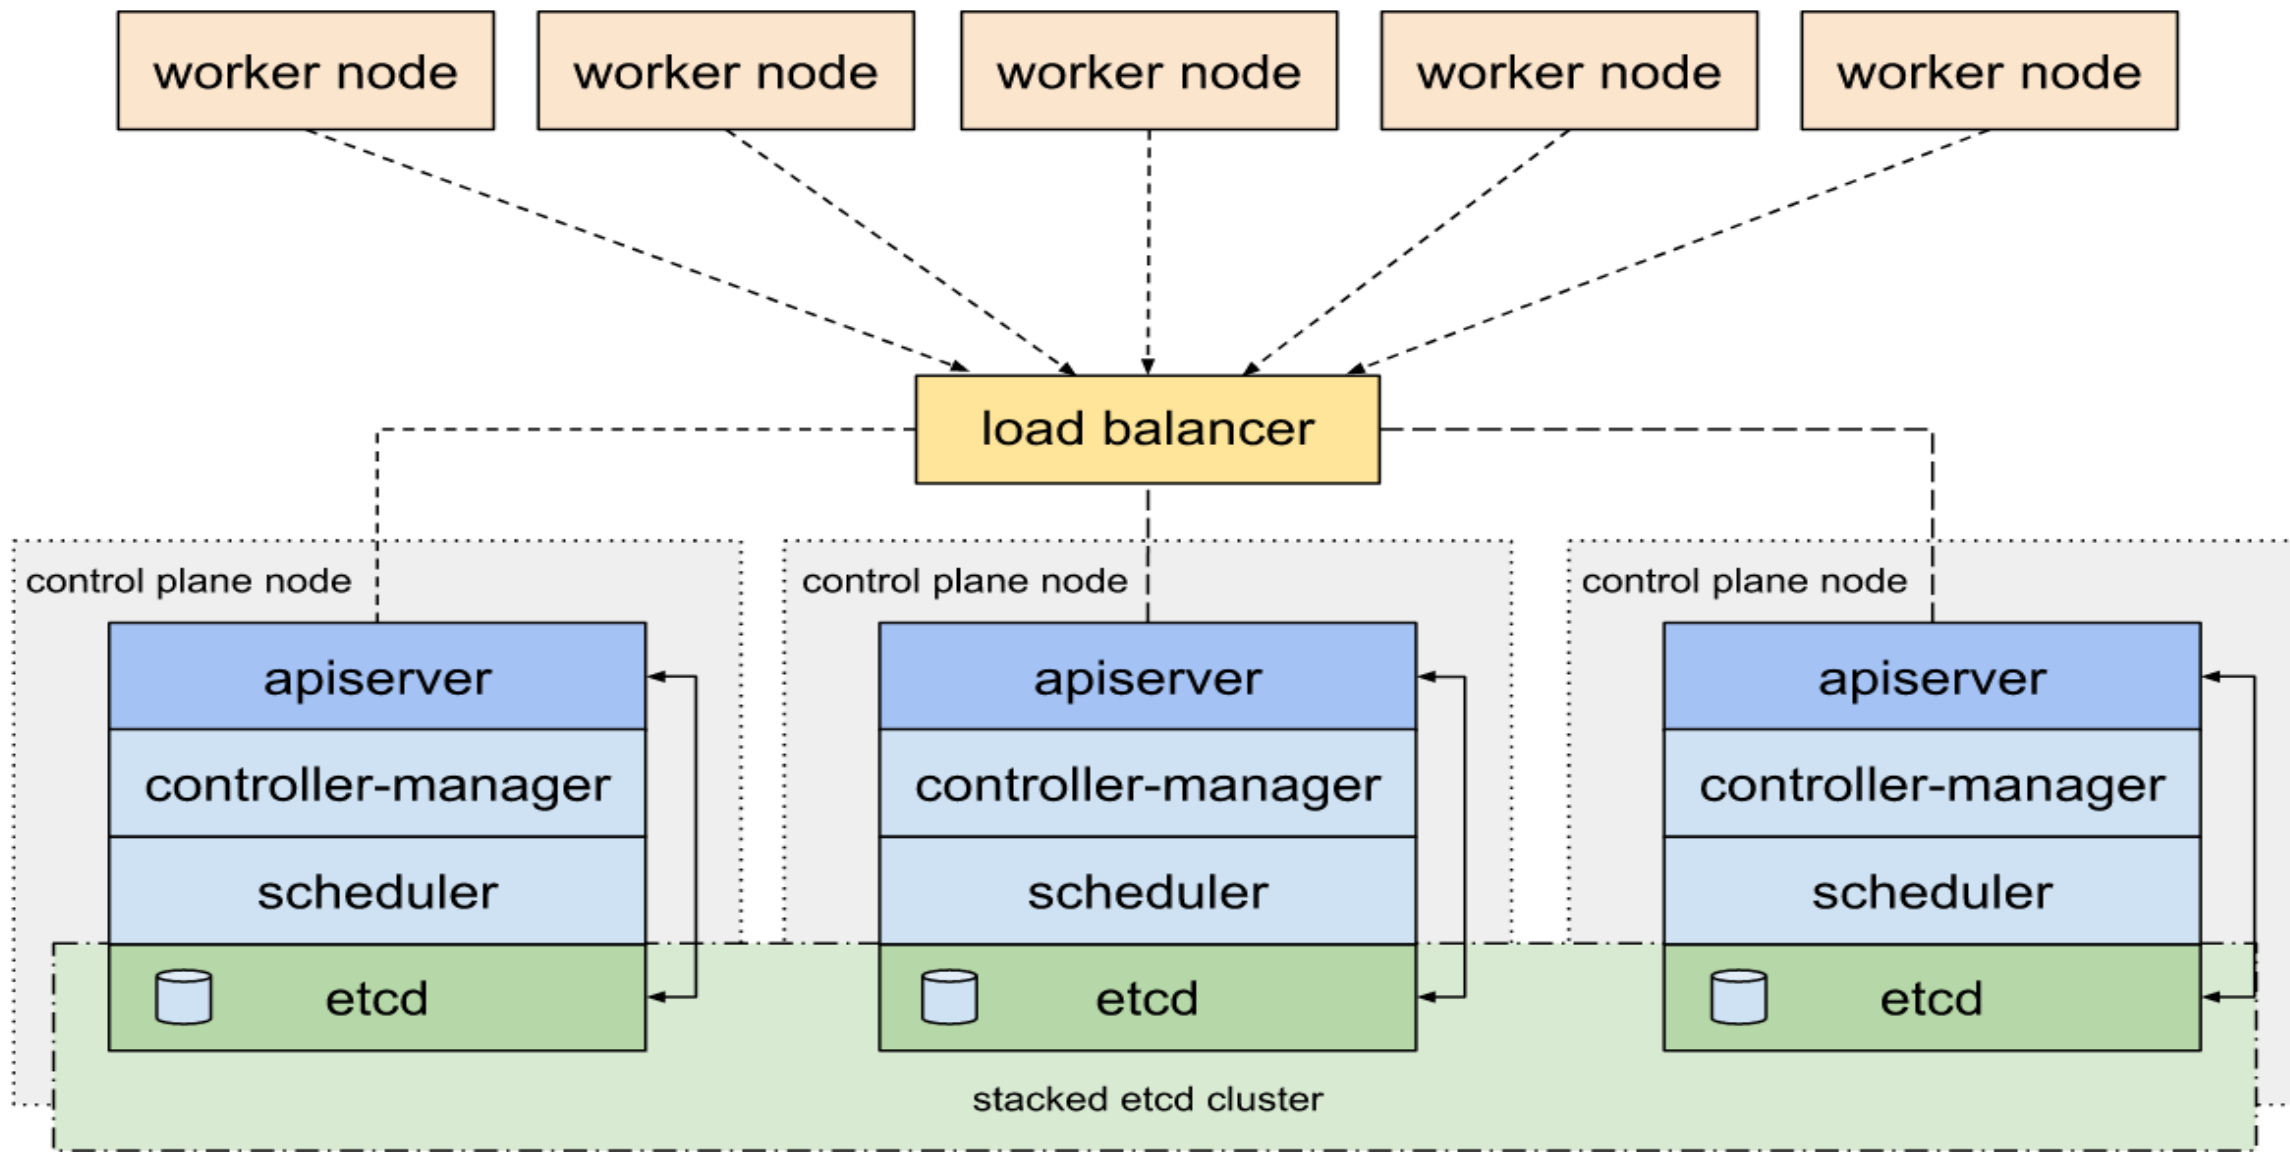 worker node
worker node
worker node
worker node
worker node
load balancer
control plane node
control plane node
control plane node
apiserver
apiserver
apiserver
controller-manager
controller-manager
controller-manager
scheduler
scheduler
scheduler
etcd
etcd
etcd
stacked etcd cluster